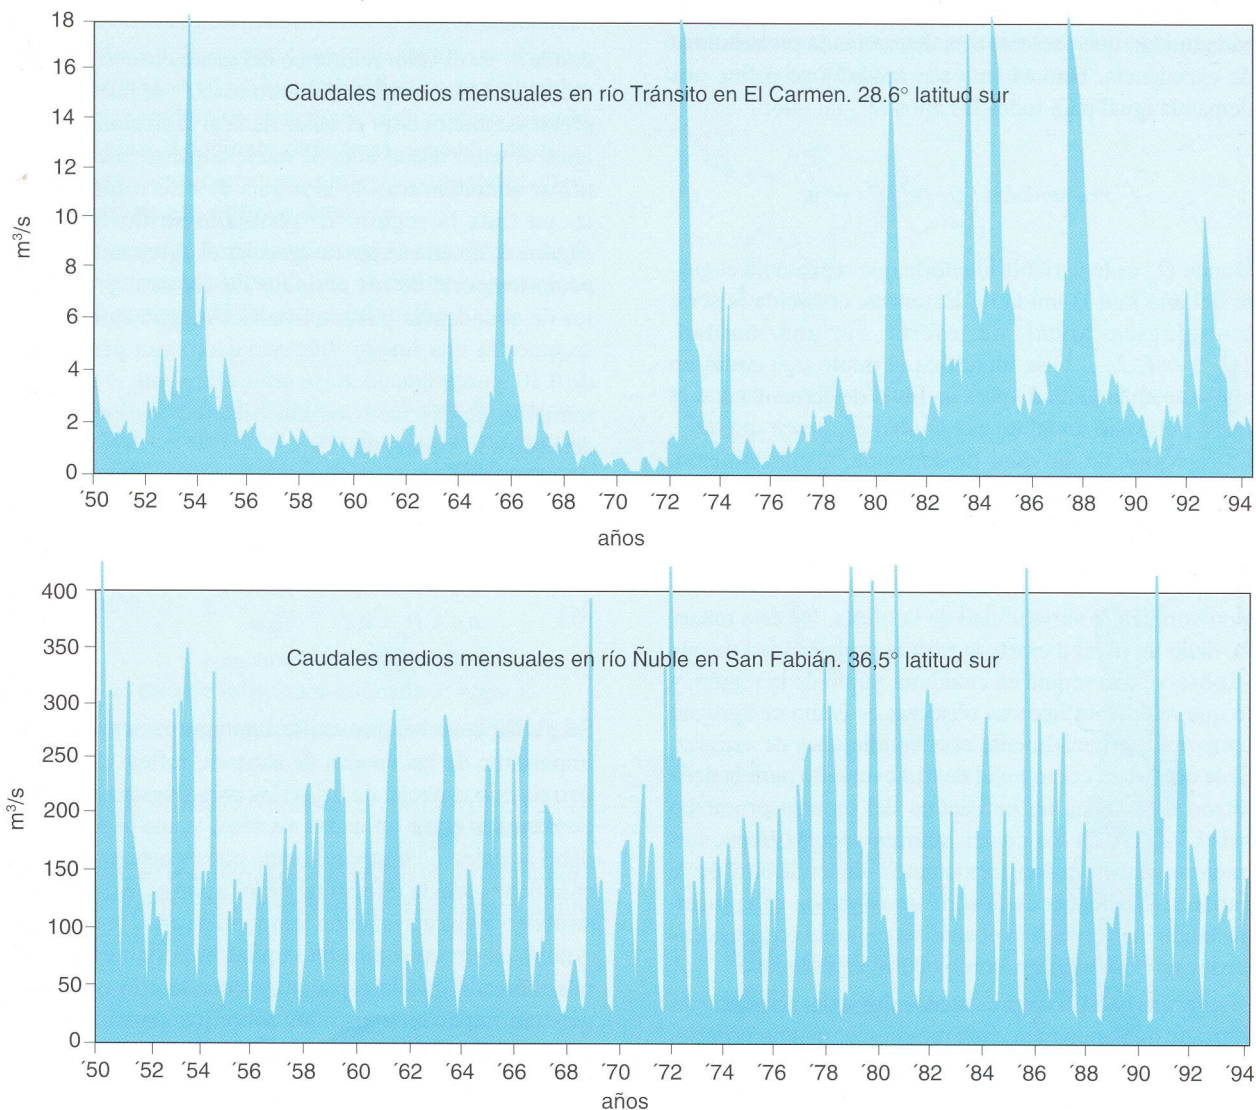 18
16
Caudales medios mensuales en río Tránsito en El Carmen. 28.6° latitud sur
14
12
10
m³/s
8
6
4
2
0
´50 ´52 ´54 ´56 ´58 ´60 ´62 ´64 ´66 ´68 ´70 ´72 ´74 ´76 ´78 ´80 ´82 ´84 ´86 ´88 ´90 ´92 ´94
años
400
350
Caudales medios mensuales en río Ñuble en San Fabián. 36,5° latitud sur
300
250
200
m³/s
150
100
50
0
´50 ´52 ´54 ´56 ´58 ´60 ´62 ´64 ´66 ´68 ´70 ´72 ´74 ´76 ´78 ´80 ´82 ´84 ´86 ´88 ´90 ´92 ´94
años